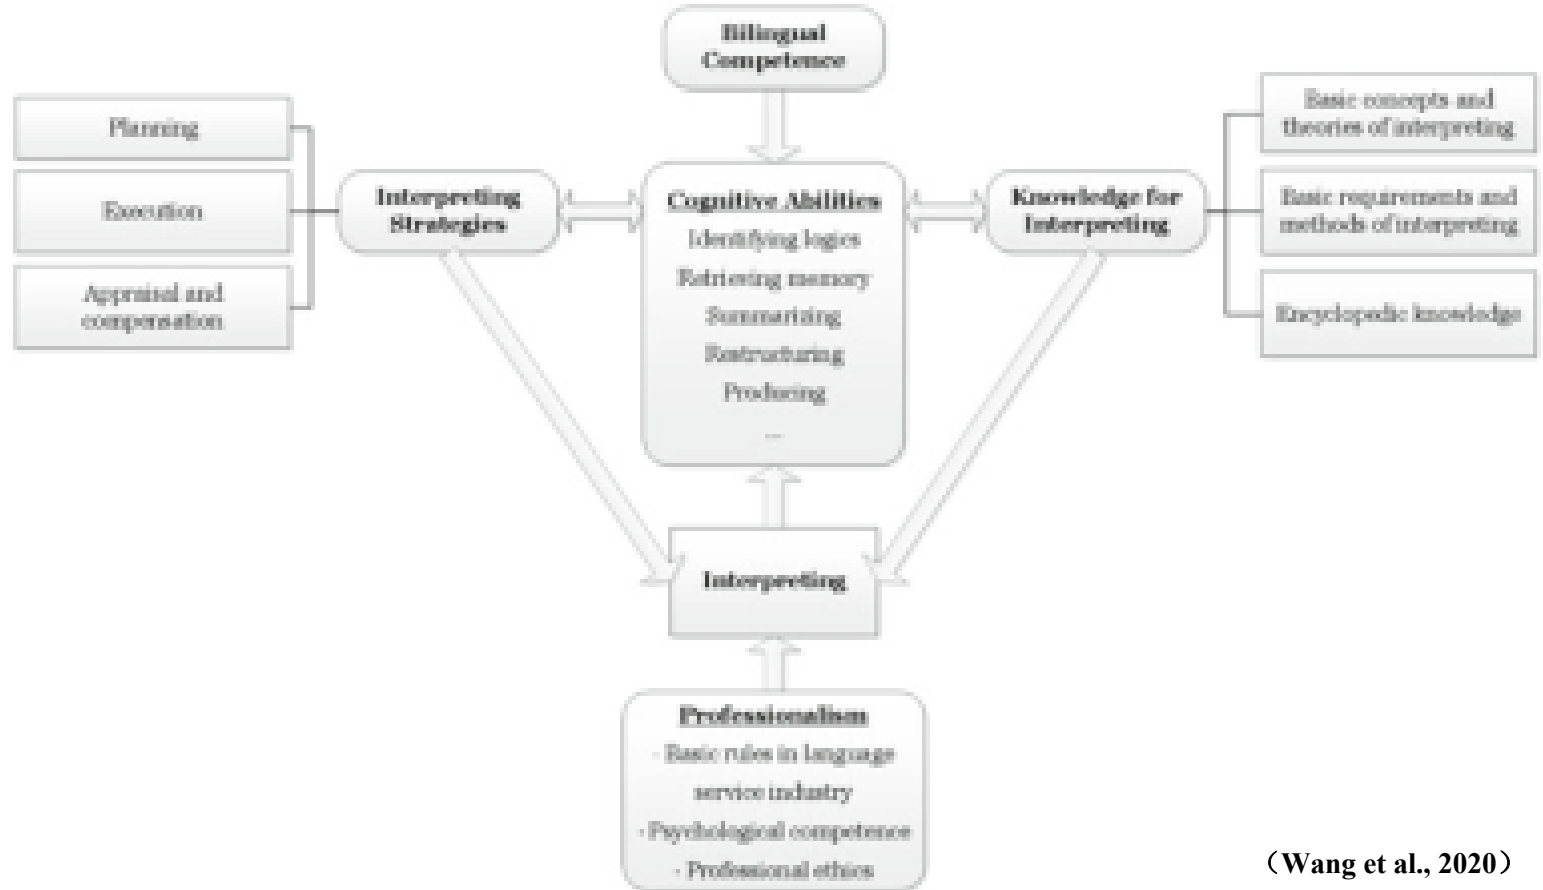 Bilingual
Competence
Planning
Execution
Appraisal and
compensation
Interpreting
Strategies
Cognitive Abilities
Identifying logics
Retrieving memory
Summarizing
Restructuring
Producing
...
Knowledge for
Interpreting
Basic concepts and
theories of interpreting
Basic requirements and
methods of interpreting
Encyclopedic knowledge
Interpreting
Professionalism
- Basic rules in language
service industry
- Psychological competence
- Professional ethics
（Wang et al., 2020）